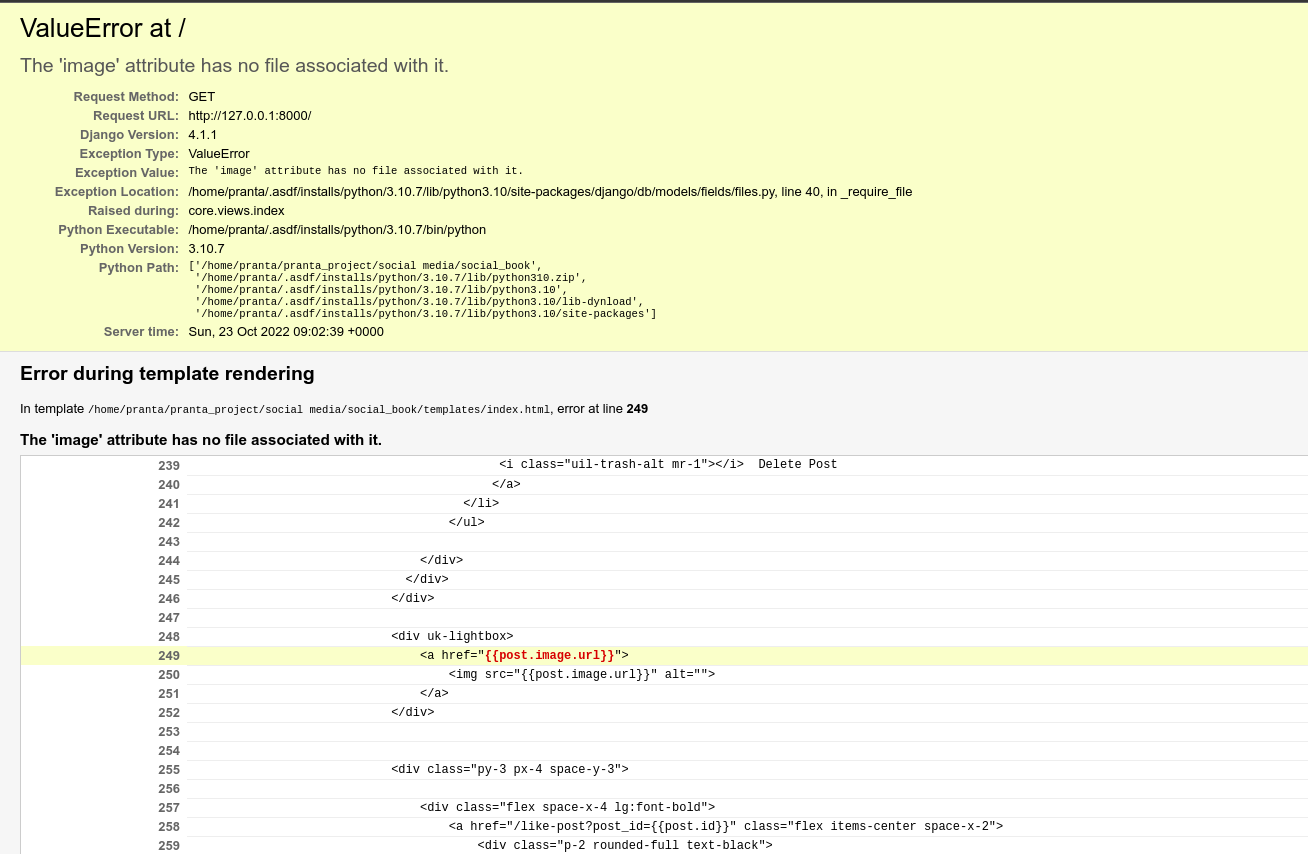 ValueError at /
The 'image' attribute has no file associated with it.
Request Method: GET
Request URL: http://127.0.0.1:8000/
Django Version: 4.1.1
Exception Type: ValueError
Exception Value: The 'image' attribute has no file associated with it.
Exception Location: /home/pranta/.asdf/installs/python/3.10.7/lib/python3.10/site-packages/django/db/models/fields/files.py, line 40, in _require_file
Raised during: core.views.index
Python Executable: /home/pranta/.asdf/installs/python/3.10.7/bin/python
Python Version: 3.10.7
Python Path: ['/home/pranta/pranta_project/social media/social_book',
'/home/pranta/.asdf/installs/python/3.10.7/lib/python310.zip',
'/home/pranta/.asdf/installs/python/3.10.7/lib/python3.10',
'/home/pranta/.asdf/installs/python/3.10.7/lib/python3.10/lib-dynload',
'/home/pranta/.asdf/installs/python/3.10.7/lib/python3.10/site-packages']
Server time: Sun, 23 Oct 2022 09:02:39 +0000
Error during template rendering
In template /home/pranta/pranta_project/social media/social_book/templates/index.html, error at line 249
The 'image' attribute has no file associated with it.
239 <i class="uil-trash-alt mr-1"></i>  Delete Post
240 </a>
241 </li>
242 </ul>
243
244 </div>
245 </div>
246 </div>
247
248 <div uk-lightbox>
249 <a href="{{post.image.url}}">
250 <img src="{{post.image.url}}" alt="">
251 </a>
252 </div>
253
254
255 <div class="py-3 px-4 space-y-3">
256
257 <div class="flex space-x-4 lg:font-bold">
258 <a href="/like-post?post_id={{post.id}}" class="flex items-center space-x-2">
259 <div class="p-2 rounded-full text-black">